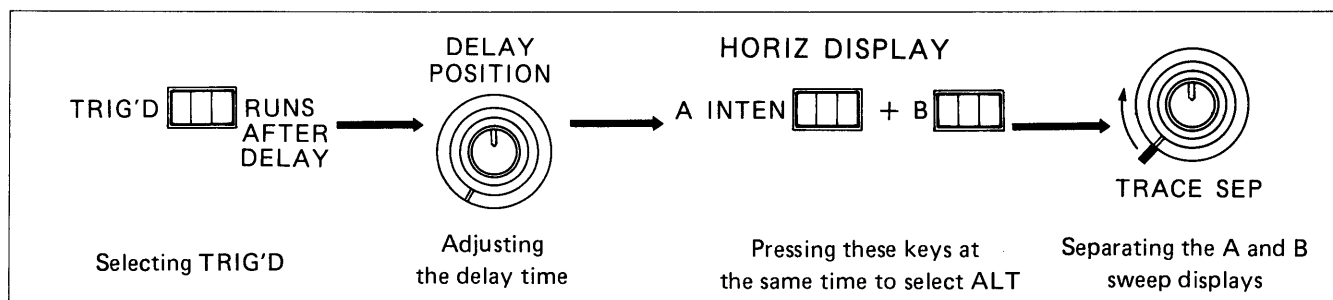 TRIG'D
RUNS
AFTER
DELAY
DELAY
POSITION
HORIZ DISPLAY
A INTEN
+
B
TRACE SEP
Selecting TRIG'D
Adjusting
the delay time
Pressing these keys at
the same time to select ALT
Separating the A and B
sweep displays